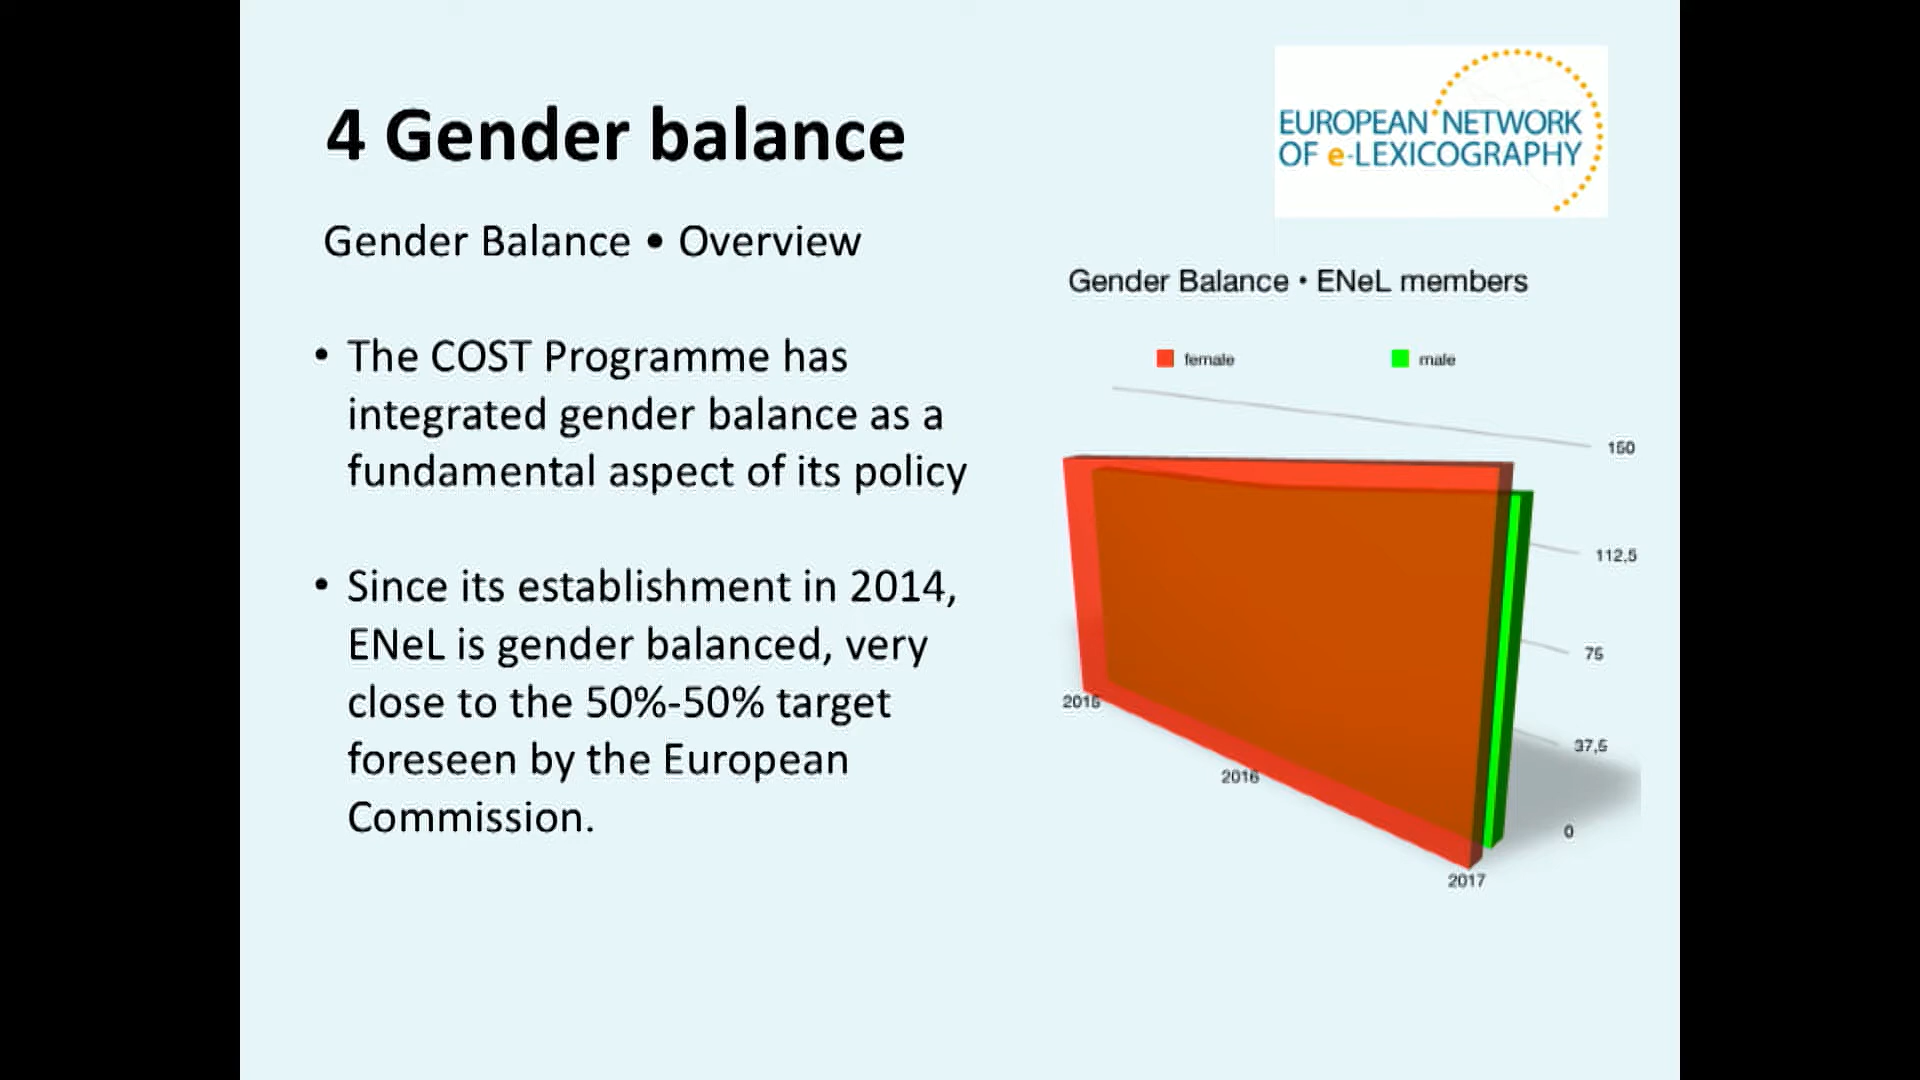 4 Gender balance
EUROPEAN NETWORK
OF e-LEXICOGRAPHY
Gender Balance • Overview
• The COST Programme has
integrated gender balance as a
fundamental aspect of its policy
• Since its establishment in 2014,
ENeL is gender balanced, very
close to the 50%-50% target
foreseen by the European
Commission.
Gender Balance • ENeL members
female
male
150
112,5
75
37,5
0
2015
2016
2017